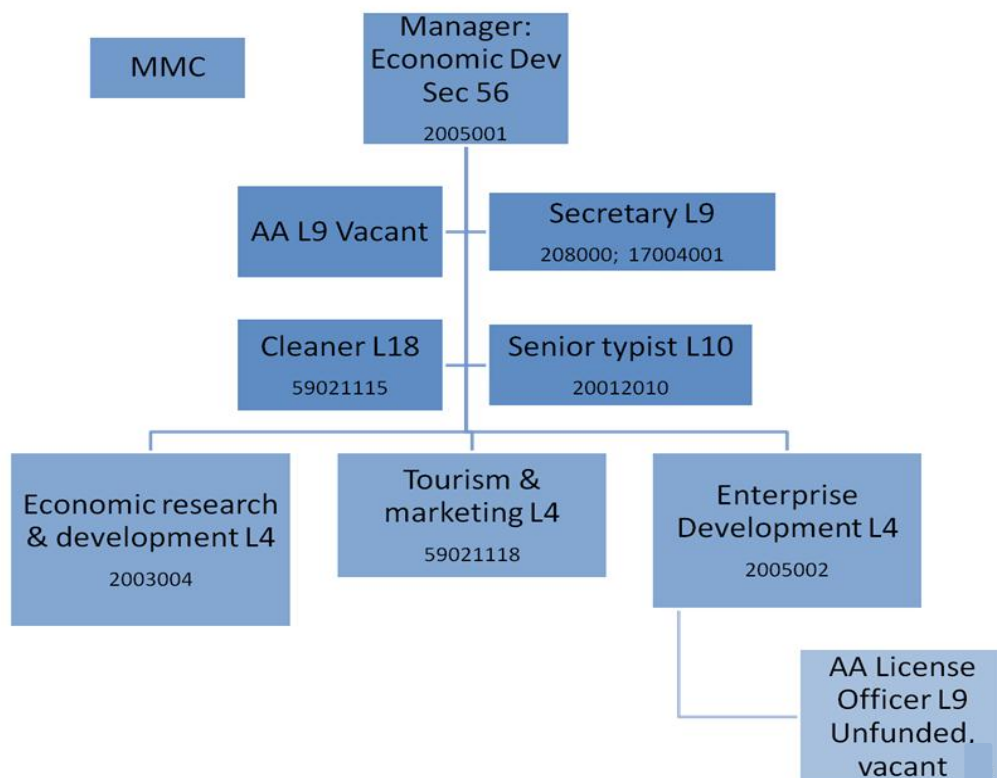 MMC
Manager:
Economic Dev
Sec 56
2005001
AA L9 Vacant
Secretary L9
208000; 17004001
Cleaner L18
59021115
Senior typist L10
20012010
Economic research
& development L4
2003004
Tourism &
marketing L4
59021118
Enterprise
Development L4
2005002
AA License
Officer L9
Unfunded.
vacant